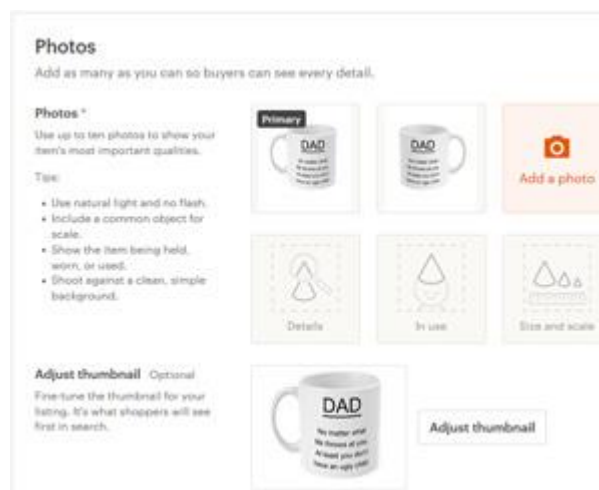 Photos
Add as many as you can so buyers can see every detail.
Photos *
Use up to ten photos to show your
item's most important qualities.
Tips:
• Use natural light and no flash.
• Include a common object for
scale.
• Show the item being held,
worn, or used.
• Shoot against a clean, simple
background.
Primary
DAD
DAD
Add a photo
Details
In use
Size and scale
Adjust thumbnail Optional
Fine-tune the thumbnail for your
listing. It's what shoppers will see
first in search.
DAD
No matter what
life throws at you,
At least you don't
have an ugly child
Adjust thumbnail